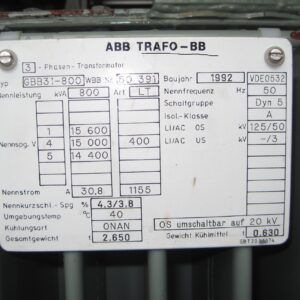 ABB TRAFO-BB
3 - Phasen-Transformator
Typ GBB31-800 WBB Nr 60 391 Baujahr 1992 VDE0532
Nennleistung kVA 800 Art LT Nennfrequenz Hz 50
Schaltgruppe Dyn 5
Isol.-Klasse A
1 15 600 LI/AC OS kV 125/50
Nennspg. V 4 15 000 400 LI/AC US kV -/3
5 14 400
Nennstrom A 30,8 1155
Nennkurzschl-Spg % 4.3/3.8
Umgebungstemp °C 40 OS umschaltbar auf 20 kV
Kühlungsart ONAN Gewicht Kühlmittel t 0.630
Gesamtgewicht t 2.650